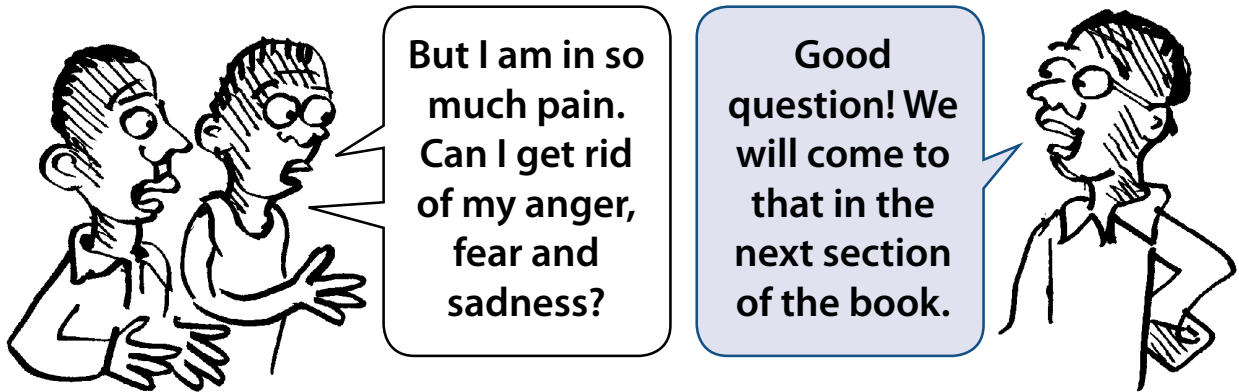 But I am in so
much pain.
Can I get rid
of my anger,
fear and
sadness?
Good
question! We
will come to
that in the
next section
of the book.